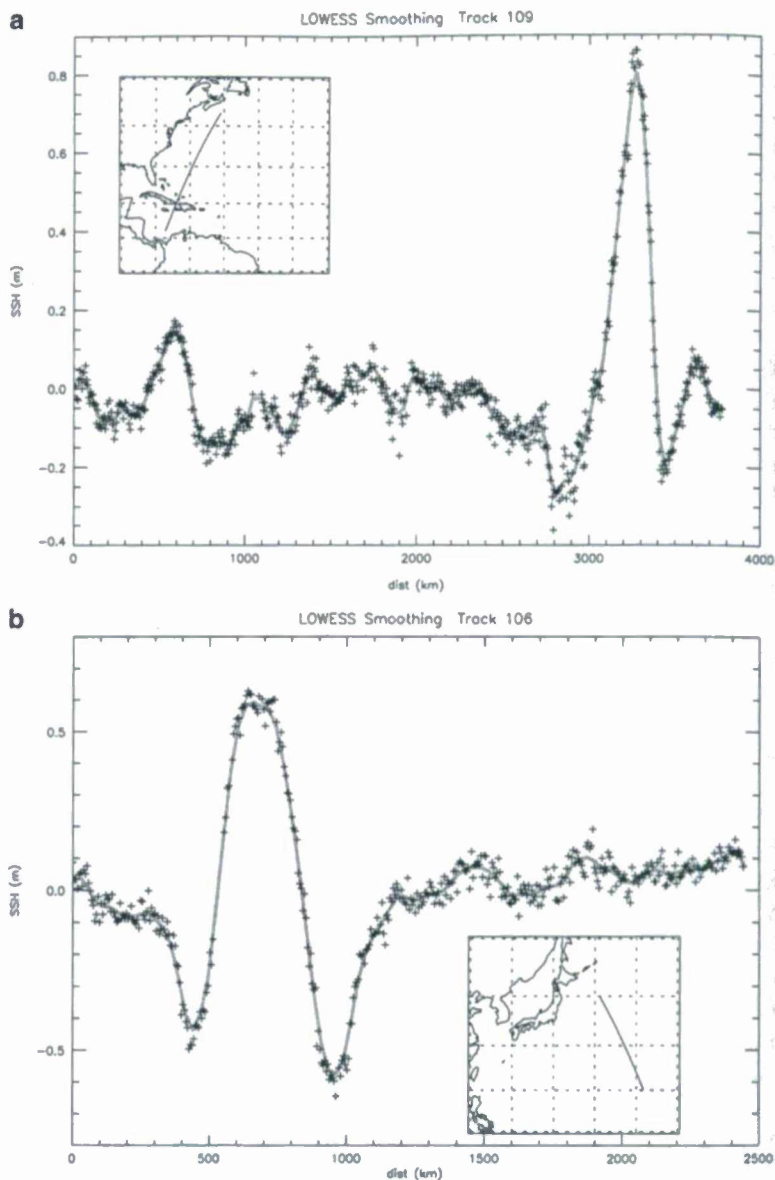 a
LOWESS Smoothing Track 109
0.8
0.6
0.4
0.2
0.0
-0.2
-0.4
SSH (m)
0 1000 2000 3000 4000
dist (km)
b
LOWESS Smoothing Track 106
0.5
0.0
-0.5
SSH (m)
0 500 1000 1500 2000 2500
dist (km)